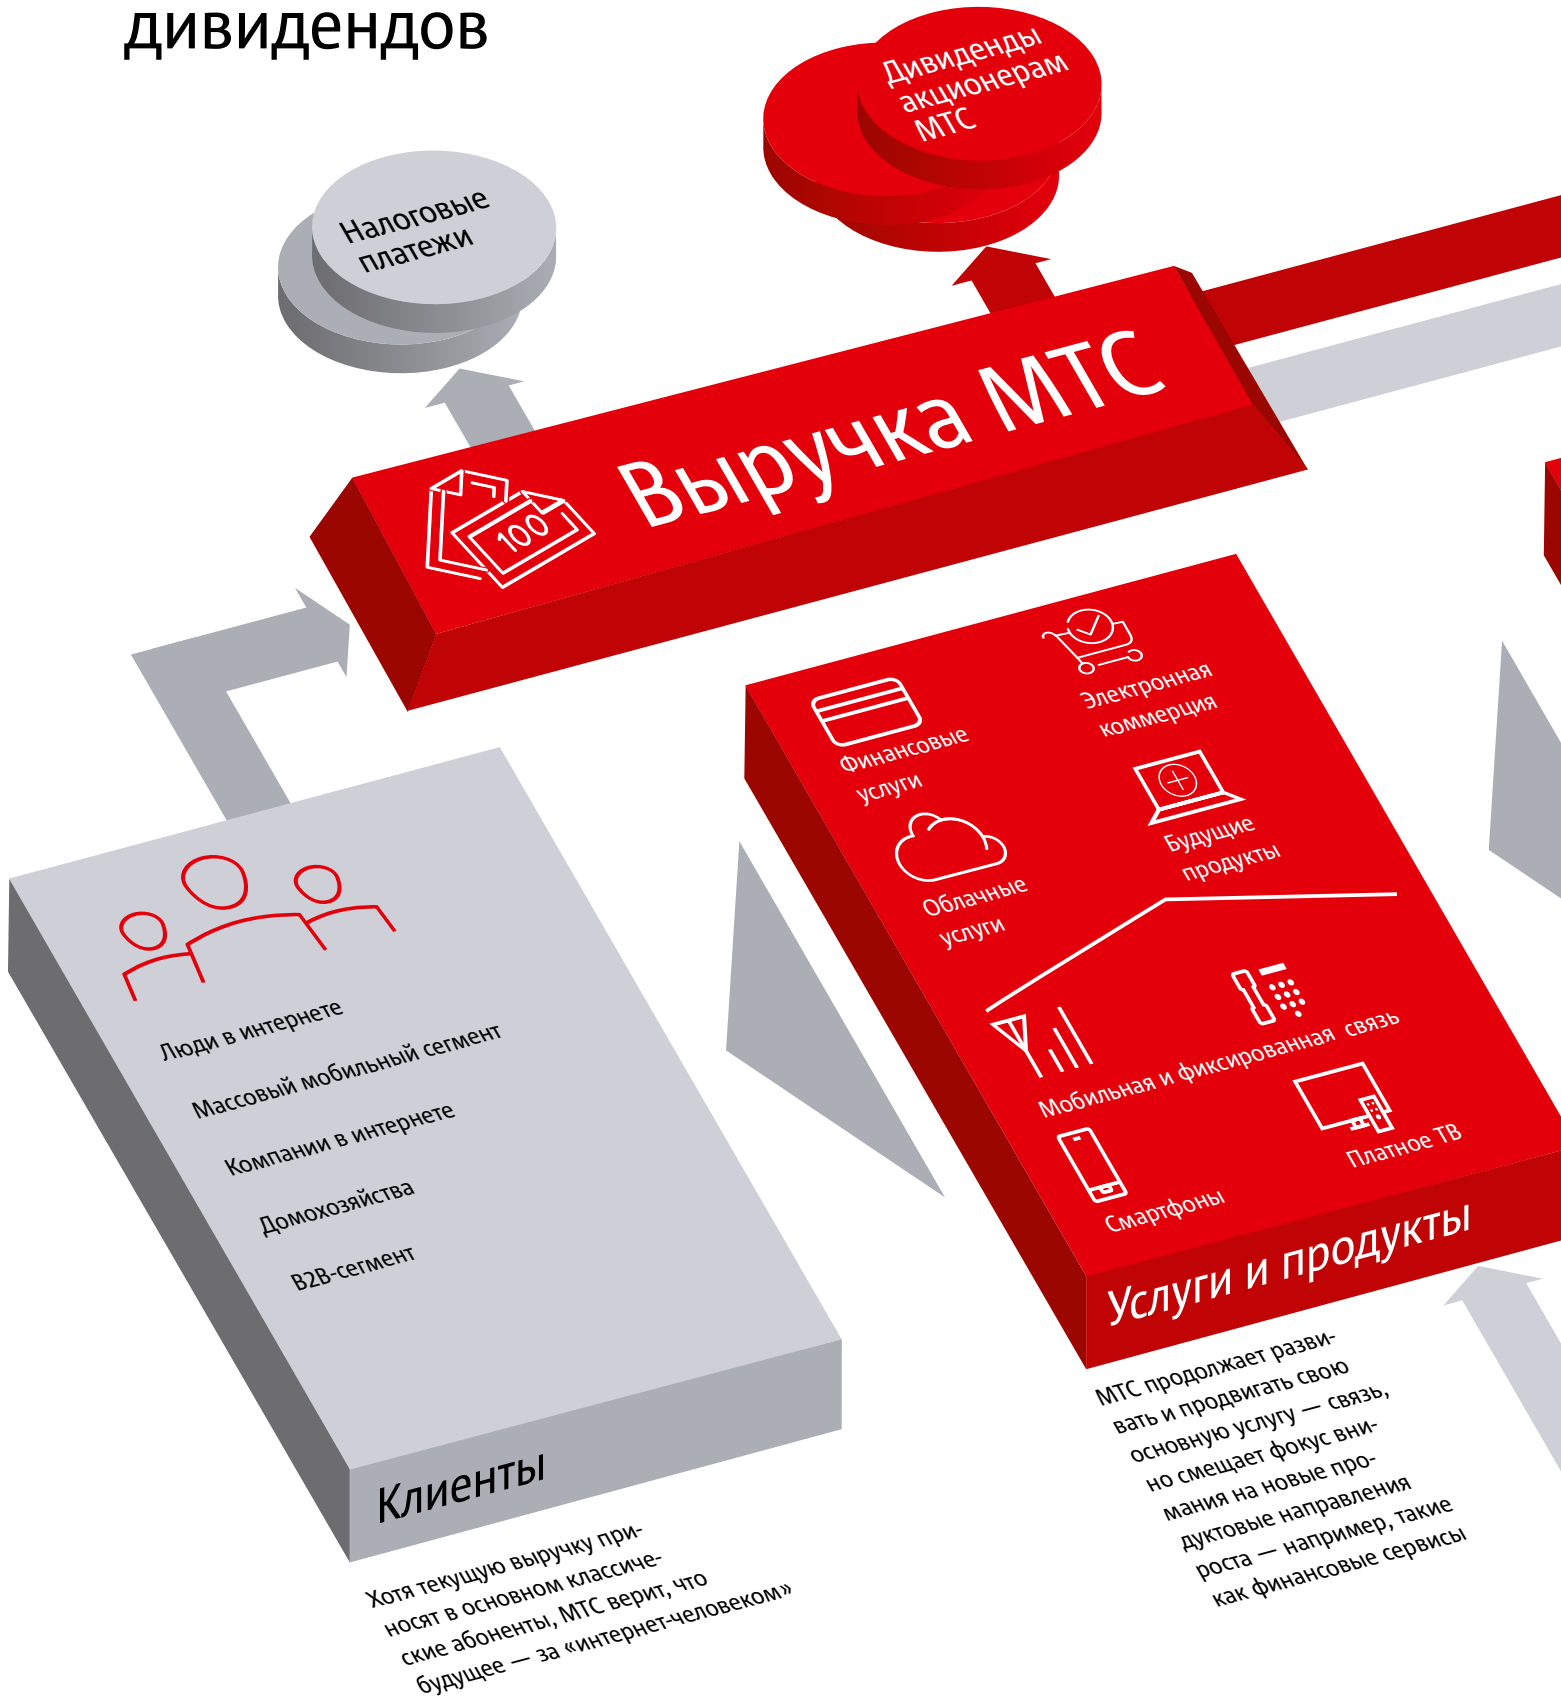 дивидендов
Дивиденды
акционерам
МТС
Налоговые
платежи
Выручка МТС
100
Электронная
коммерция
Финансовые
услуги
Будущие
продукты
Облачные
услуги
Мобильная и фиксированная связь
Платное ТВ
Смартфоны
Услуги и продукты
МТС продолжает разви-
вать и продвигать свою
основную услугу — связь,
но смещает фокус вни-
мания на новые про-
дуктовые направления
роста — например, такие
как финансовые сервисы
Люди в интернете
Массовый мобильный сегмент
Компании в интернете
Домохозяйства
B2B-сегмент
Клиенты
Хотя текущую выручку при-
носят в основном классиче-
ские абоненты, МТС верит, что
будущее — за «интернет-человеком»